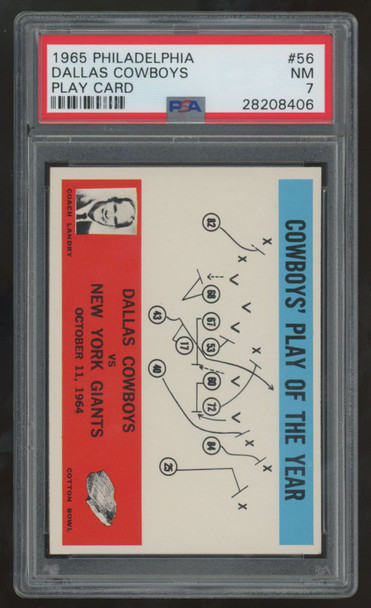 1965 PHILADELPHIA #56
DALLAS COWBOYS NM
PLAY CARD 7
PSA 28208406
COWBOYS' PLAY OF THE YEAR
82
X
V
68
V
67
V
43
53
17
X
60
V
72
V
40
X
84
X
25
X
COACH LANDRY
DALLAS COWBOYS
VS
NEW YORK GIANTS
OCTOBER 11, 1964
COTTON BOWL